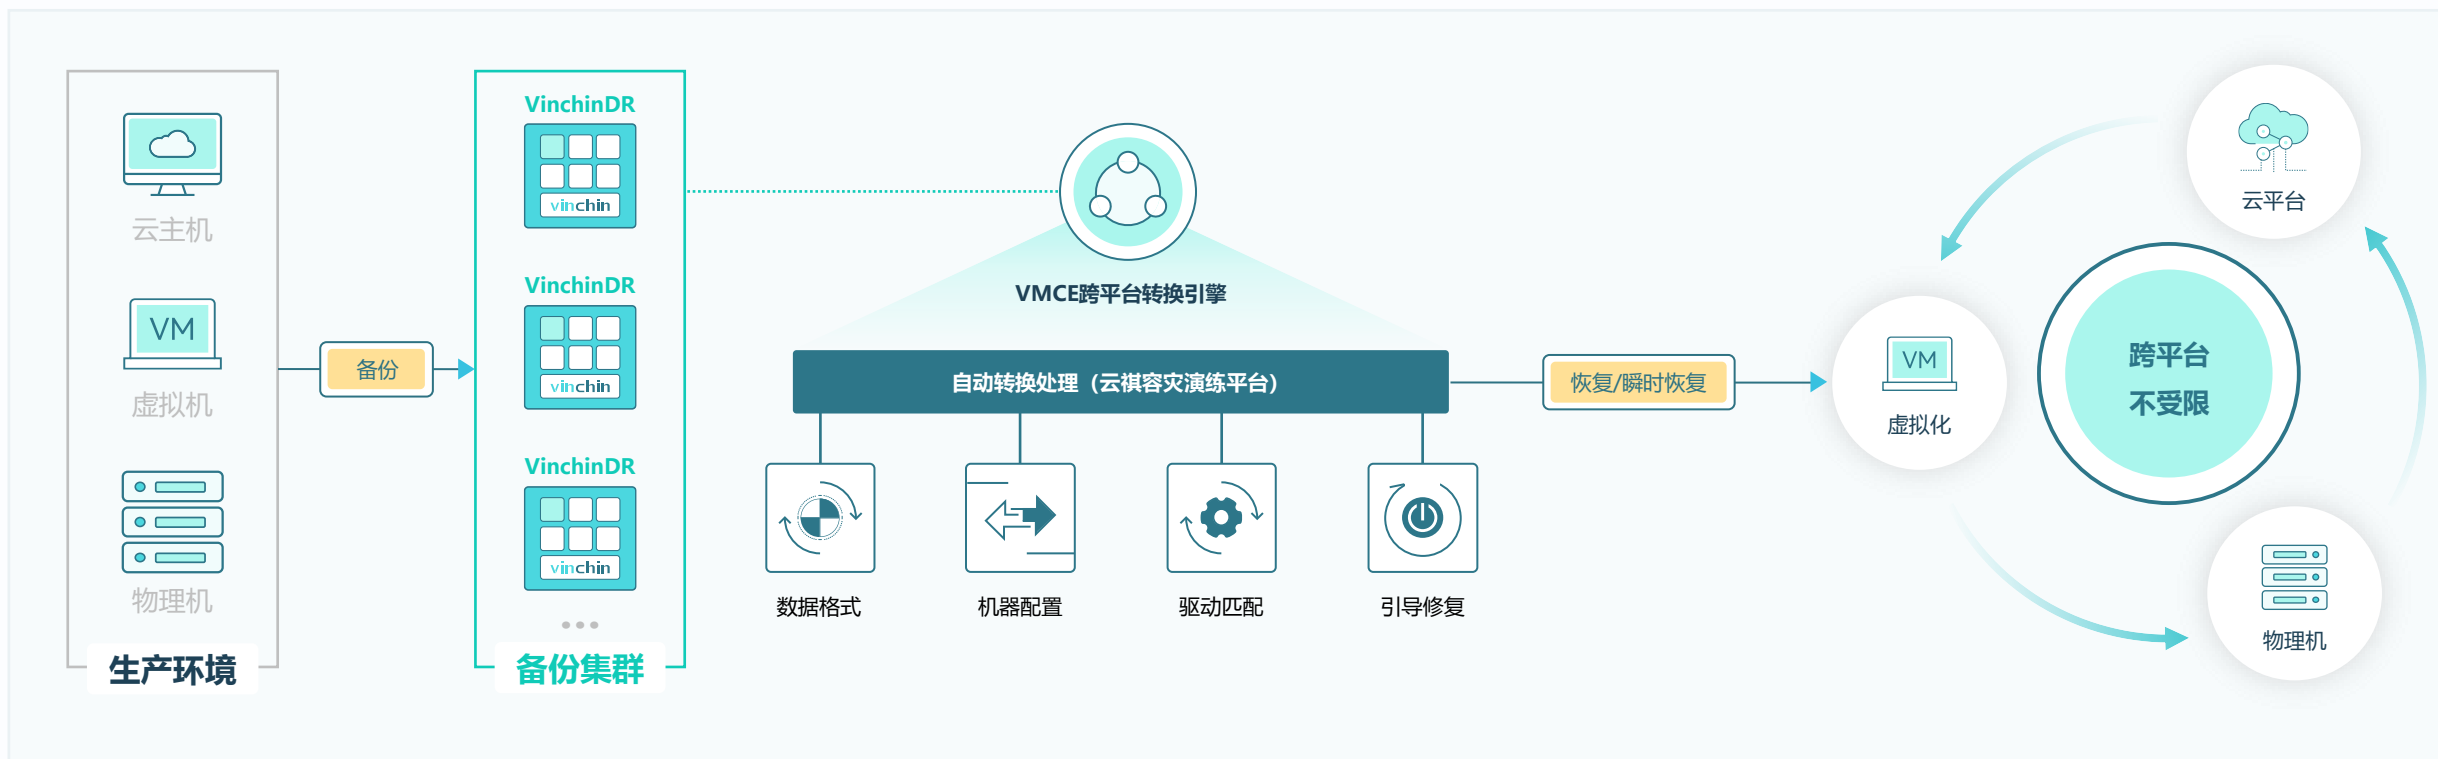 云主机
VM
虚拟机
物理机
生产环境
备份
VinchinDR
vinchin
VinchinDR
vinchin
VinchinDR
vinchin
备份集群
VMCE跨平台转换引擎
自动转换处理（云祺容灾演练平台）
数据格式
机器配置
驱动匹配
引导修复
恢复/瞬时恢复
云平台
VM
虚拟化
跨平台
不受限
物理机